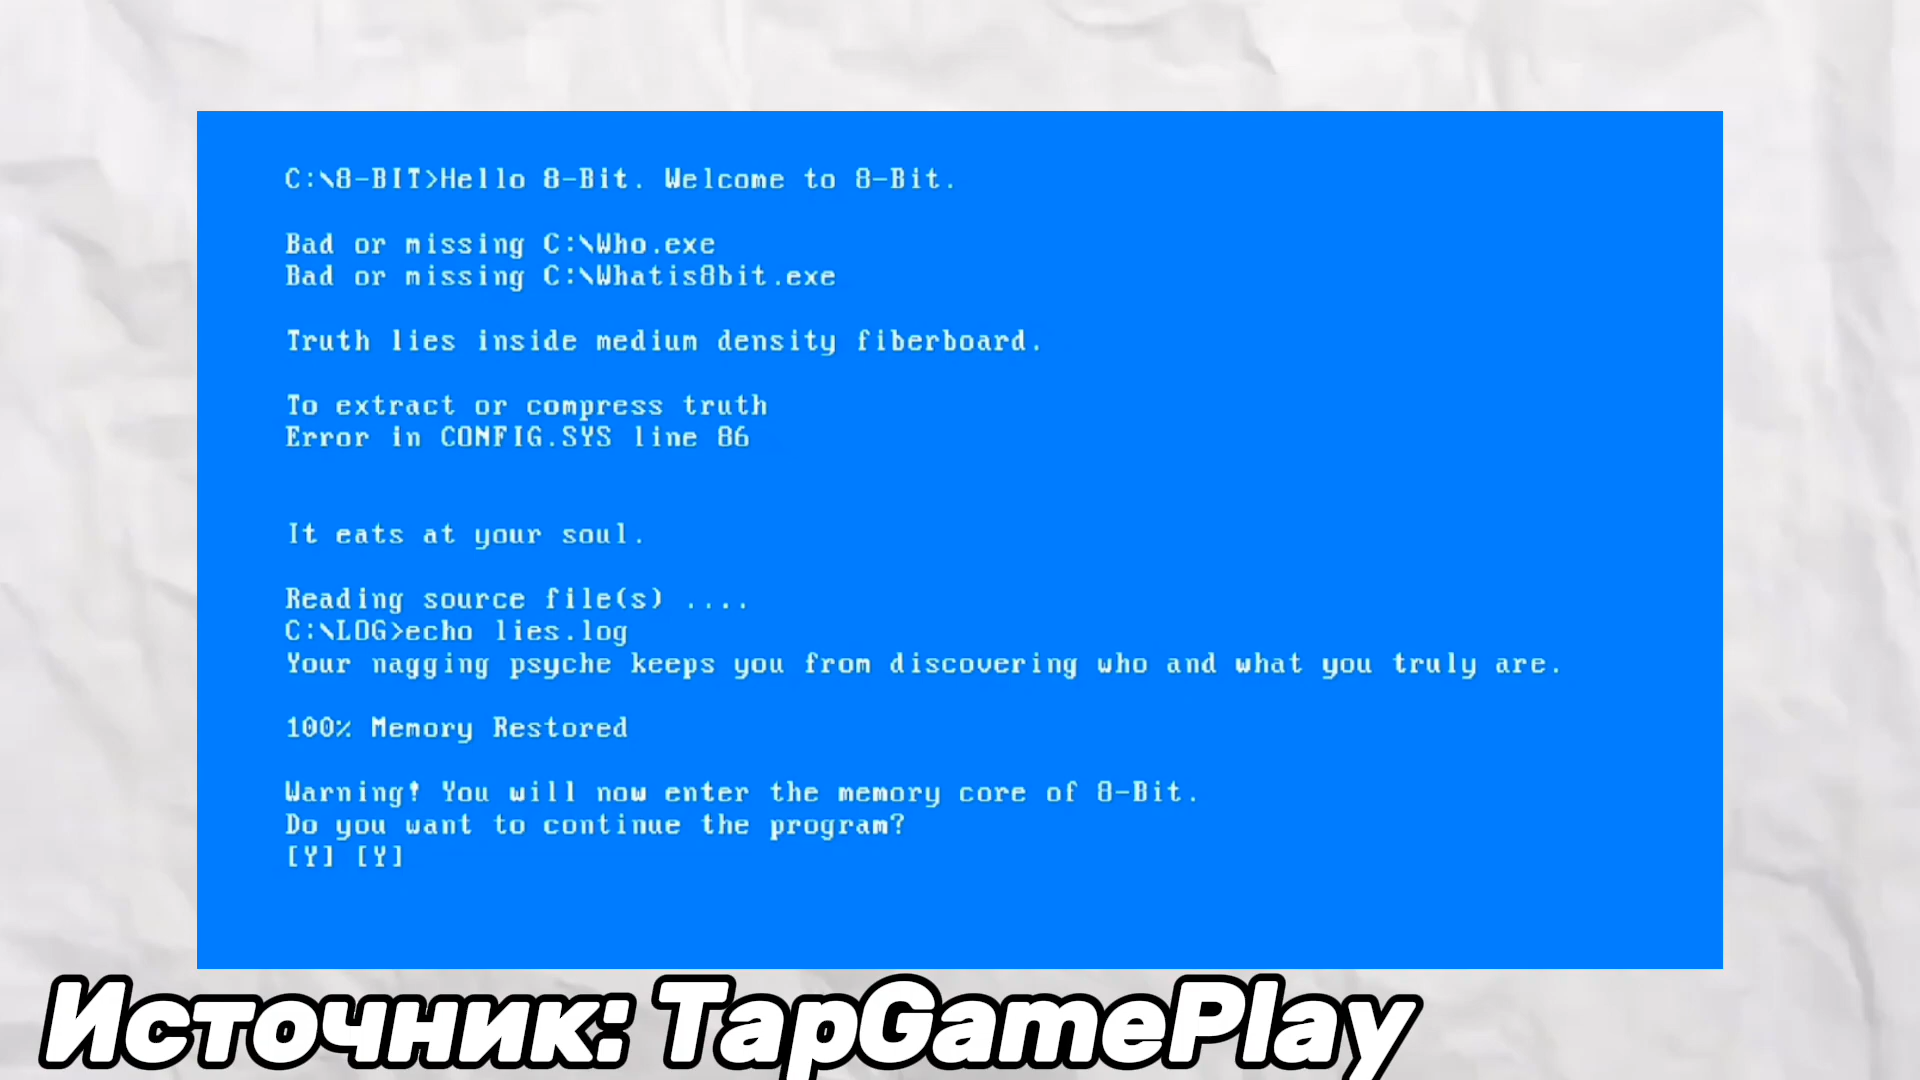 C:\8-BIT>Hello 8-Bit. Welcome to 8-Bit.
Bad or missing C:\Who.exe
Bad or missing C:\Whatis8bit.exe
Truth lies inside medium density fiberboard.
To extract or compress truth
Error in CONFIG.SYS line 86
It eats at your soul.
Reading source file(s) ....
C:\LOG>echo lies.log
Your nagging psyche keeps you from discovering who and what you truly are.
100% Memory Restored
Warning! You will now enter the memory core of 8-Bit.
Do you want to continue the program?
[Y] [Y]
Источник: TapGamePlay